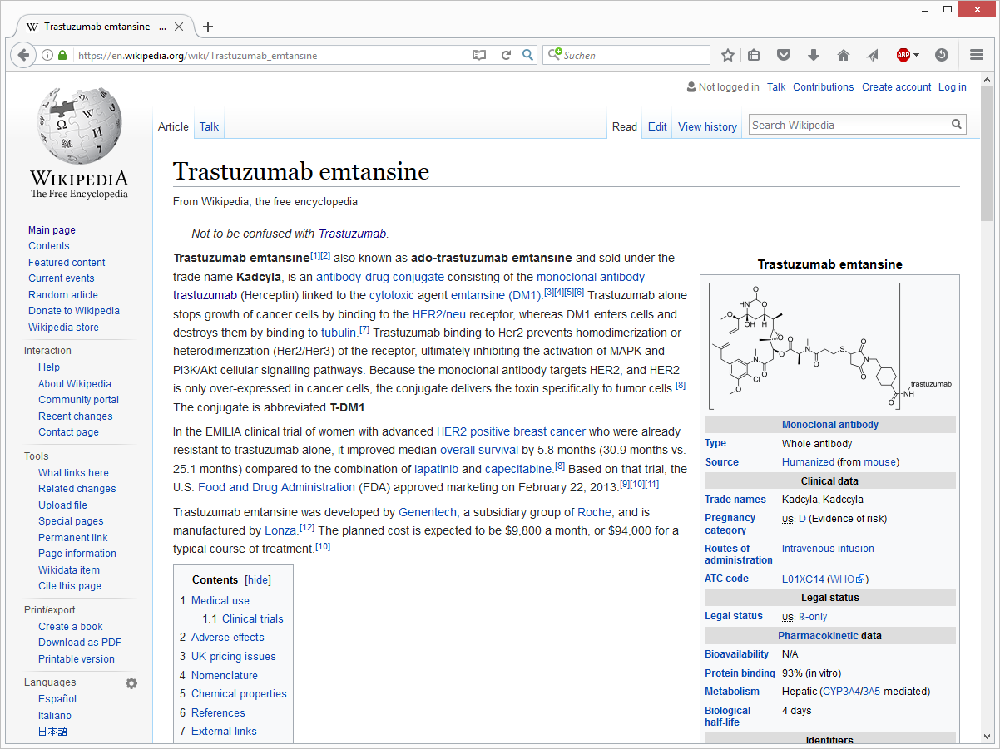 Trastuzumab emtansine - ...
https://en.wikipedia.org/wiki/Trastuzumab_emtansine
Suchen
ABP
Not logged in Talk Contributions Create account Log in
Article Talk
Read Edit View history
Search Wikipedia
WIKIPEDIA
The Free Encyclopedia
Main page
Contents
Featured content
Current events
Random article
Donate to Wikipedia
Wikipedia store
Interaction
Help
About Wikipedia
Community portal
Recent changes
Contact page
Tools
What links here
Related changes
Upload file
Special pages
Permanent link
Page information
Wikidata item
Cite this page
Print/export
Create a book
Download as PDF
Printable version
Languages
Español
Italiano
日本語
Trastuzumab emtansine
From Wikipedia, the free encyclopedia
Not to be confused with Trastuzumab.
Trastuzumab emtansine[1][2] also known as ado-trastuzumab emtansine and sold under the
trade name Kadcyla, is an antibody-drug conjugate consisting of the monoclonal antibody
trastuzumab (Herceptin) linked to the cytotoxic agent emtansine (DM1).[3][4][5][6] Trastuzumab alone
stops growth of cancer cells by binding to the HER2/neu receptor, whereas DM1 enters cells and
destroys them by binding to tubulin.[7] Trastuzumab binding to Her2 prevents homodimerization or
heterodimerization (Her2/Her3) of the receptor, ultimately inhibiting the activation of MAPK and
PI3K/Akt cellular signalling pathways. Because the monoclonal antibody targets HER2, and HER2
is only over-expressed in cancer cells, the conjugate delivers the toxin specifically to tumor cells.[8]
The conjugate is abbreviated T-DM1.
In the EMILIA clinical trial of women with advanced HER2 positive breast cancer who were already
resistant to trastuzumab alone, it improved median overall survival by 5.8 months (30.9 months vs.
25.1 months) compared to the combination of lapatinib and capecitabine.[8] Based on that trial, the
U.S. Food and Drug Administration (FDA) approved marketing on February 22, 2013.[9][10][11]
Trastuzumab emtansine was developed by Genentech, a subsidiary group of Roche, and is
manufactured by Lonza.[12] The planned cost is expected to be $9,800 a month, or $94,000 for a
typical course of treatment.[10]
Contents [hide]
1 Medical use
1.1 Clinical trials
2 Adverse effects
3 UK pricing issues
4 Nomenclature
5 Chemical properties
6 References
7 External links
Trastuzumab emtansine
O
HN O
O OH H
O
O O
N O N S O
O Cl O O N
O
trastuzumab
O NH
Monoclonal antibody
Type Whole antibody
Source Humanized (from mouse)
Clinical data
Trade names Kadcyla, Kadccyla
Pregnancy category US: D (Evidence of risk)
Routes of administration Intravenous infusion
ATC code L01XC14 (WHO)
Legal status
Legal status US: ℞-only
Pharmacokinetic data
Bioavailability N/A
Protein binding 93% (in vitro)
Metabolism Hepatic (CYP3A4/3A5-mediated)
Biological half-life 4 days
Identifiers